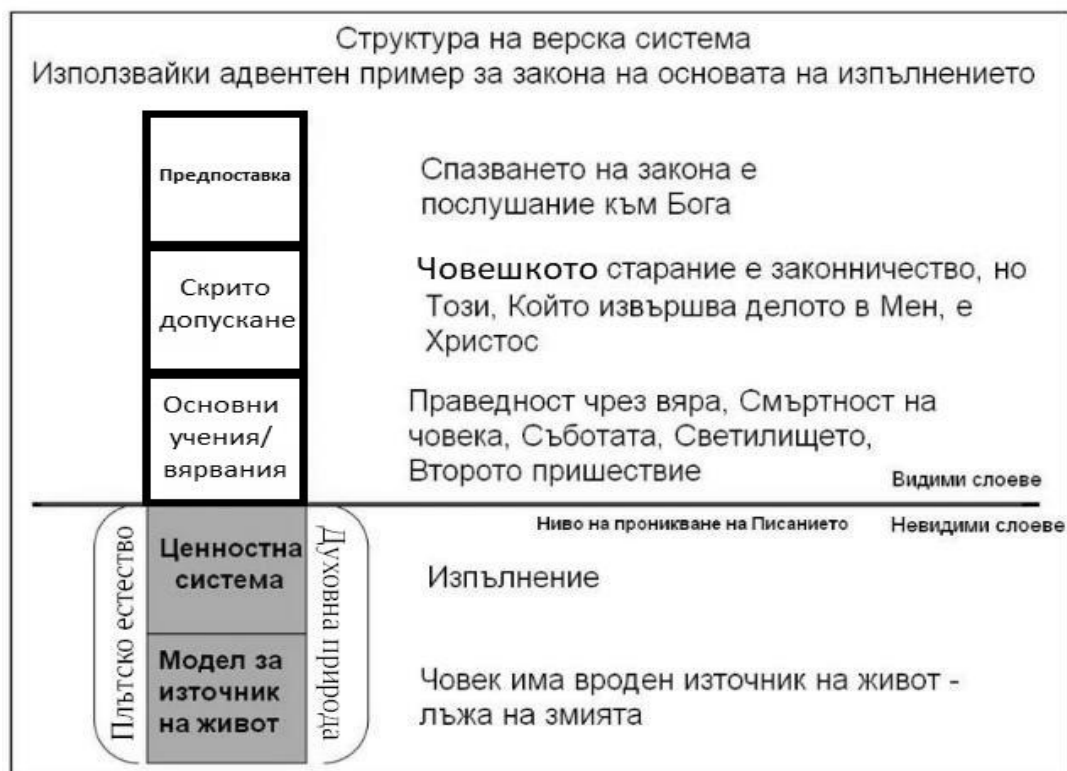 Структура на верска система
Използвайки адвентен пример за закона на основата на изпълнението
Предпоставка
Спазването на закона е
послушание към Бога
Скрито
допускане
Човешкото старание е законничество, но
Този, Който извършва делото в Мен, е
Христос
Основни
учения/
вярвания
Праведност чрез вяра, Смъртност на
човека, Съботата, Светилището,
Второто пришествие
Видими слоеве
Ниво на проникване на Писанието
Невидими слоеве
Плътско естество
Ценностна
система
Духовна природа
Изпълнение
Модел за
източник
на живот
Човек има вроден източник на живот -
лъжа на змията